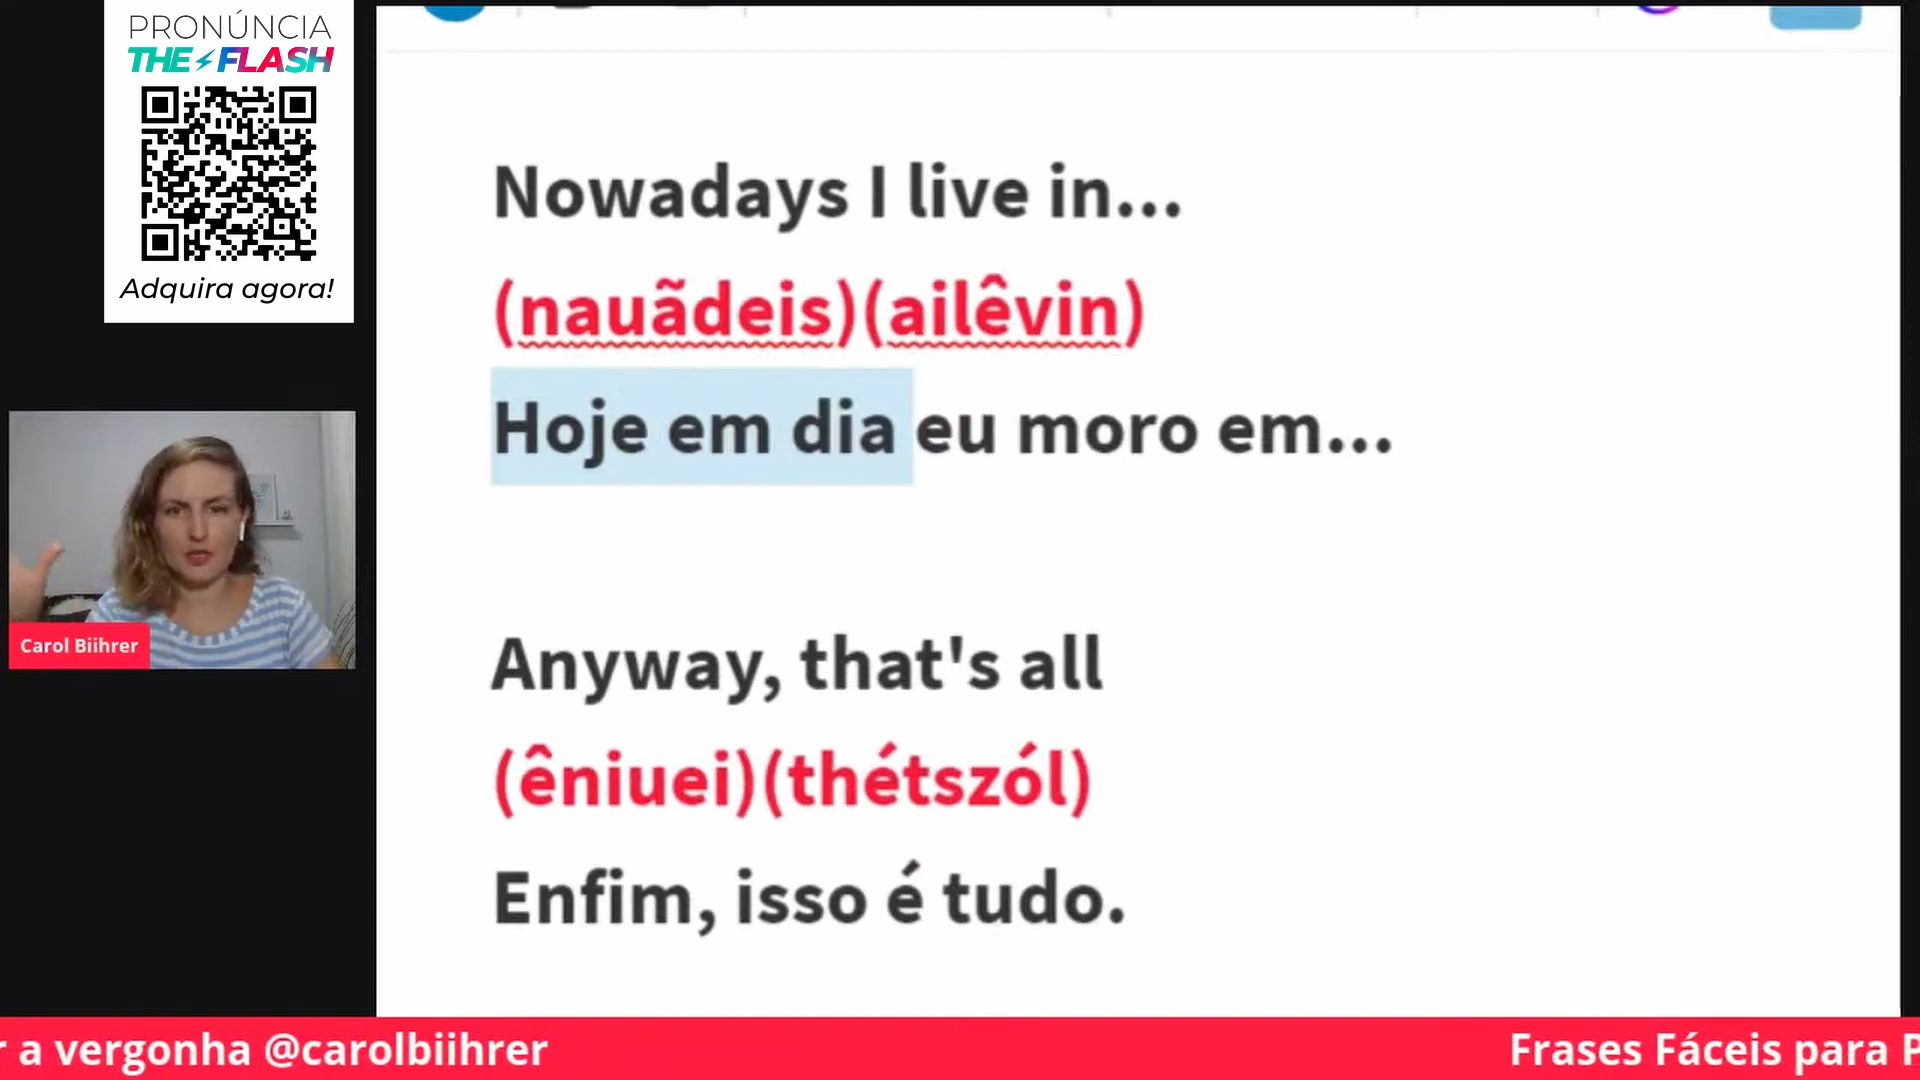 PRONÚNCIA
THE FLASH
Adquira agora!
Nowadays I live in...
(nauãdeis)(ailêvin)
Hoje em dia eu moro em...
Carol Biihrer
Anyway, that's all
(êniuei)(thétszól)
Enfim, isso é tudo.
a vergonha @carolbiihrer
Frases Fáceis para